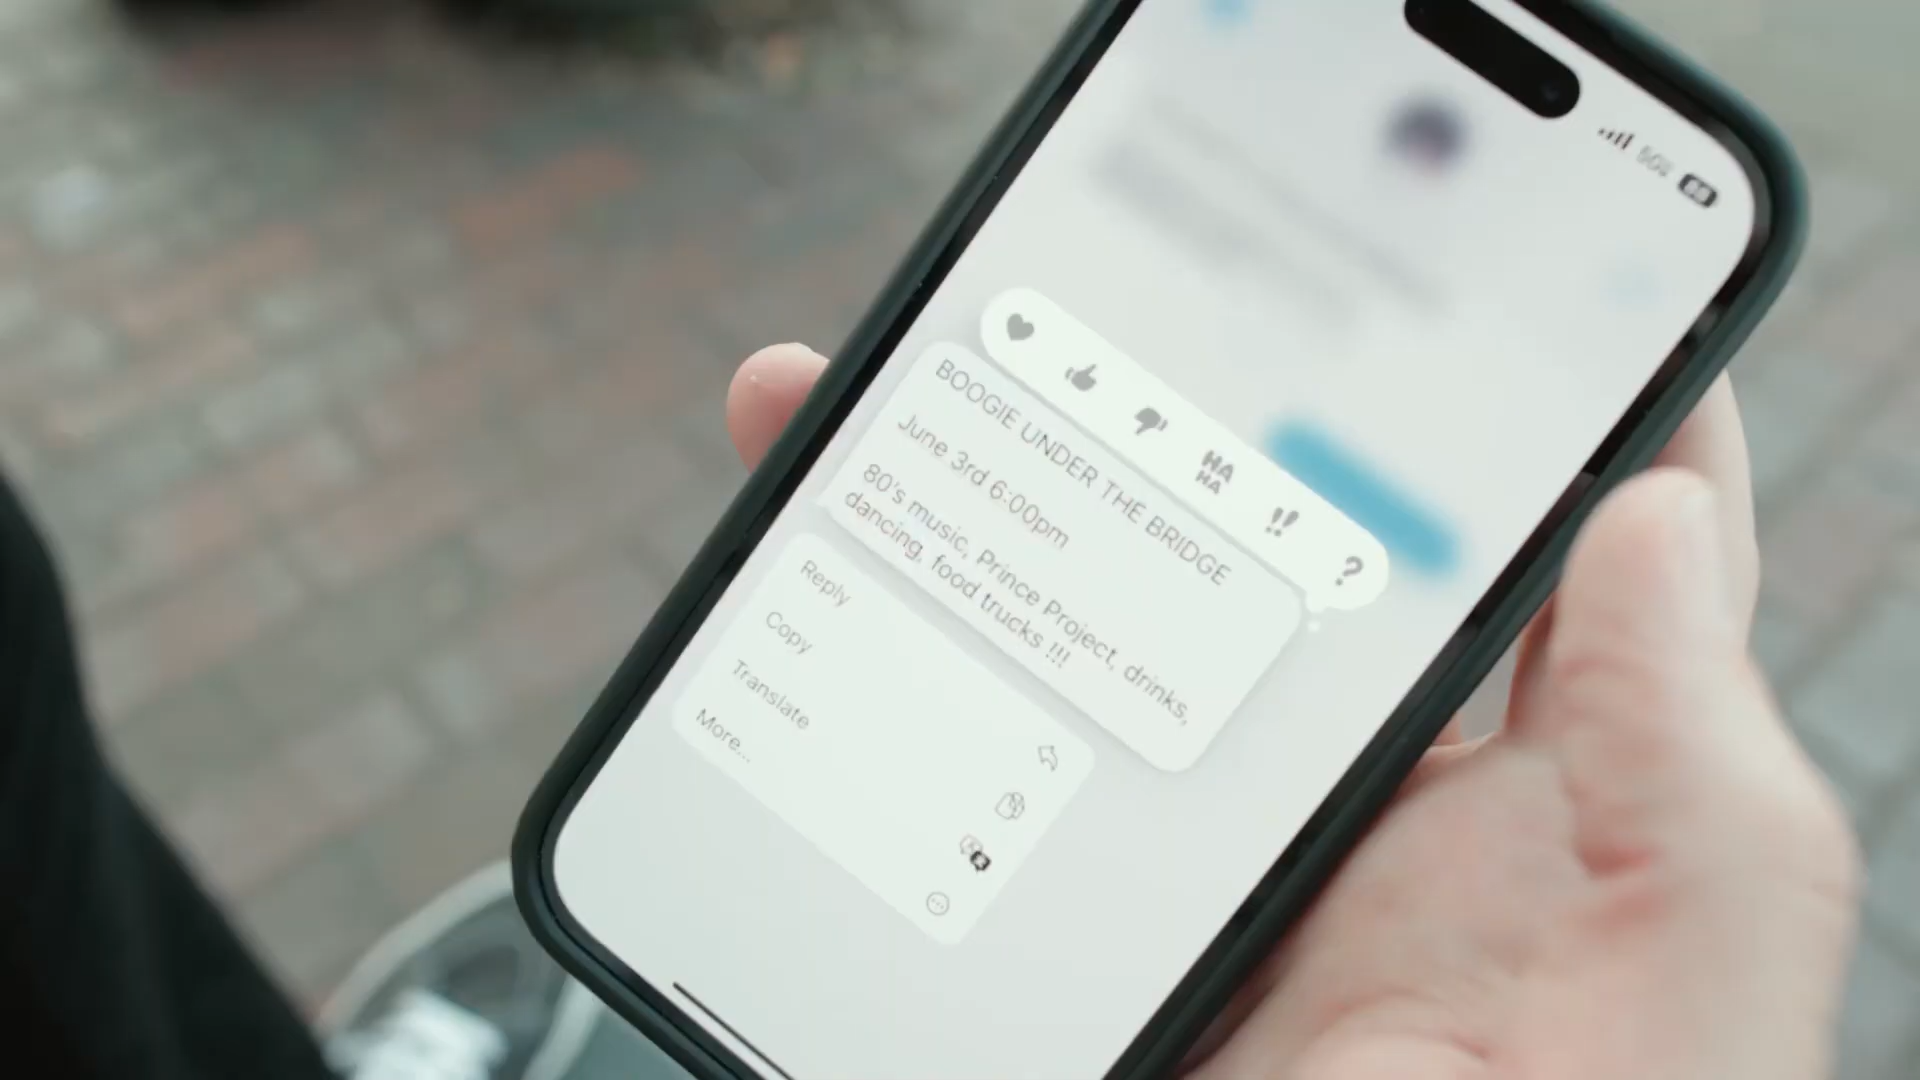 HA
HA
!!
?
BOOGIE UNDER THE BRIDGE
June 3rd 6:00pm
80's music, Prince Project, drinks,
dancing, food trucks !!!
Reply
Copy
Translate
More...